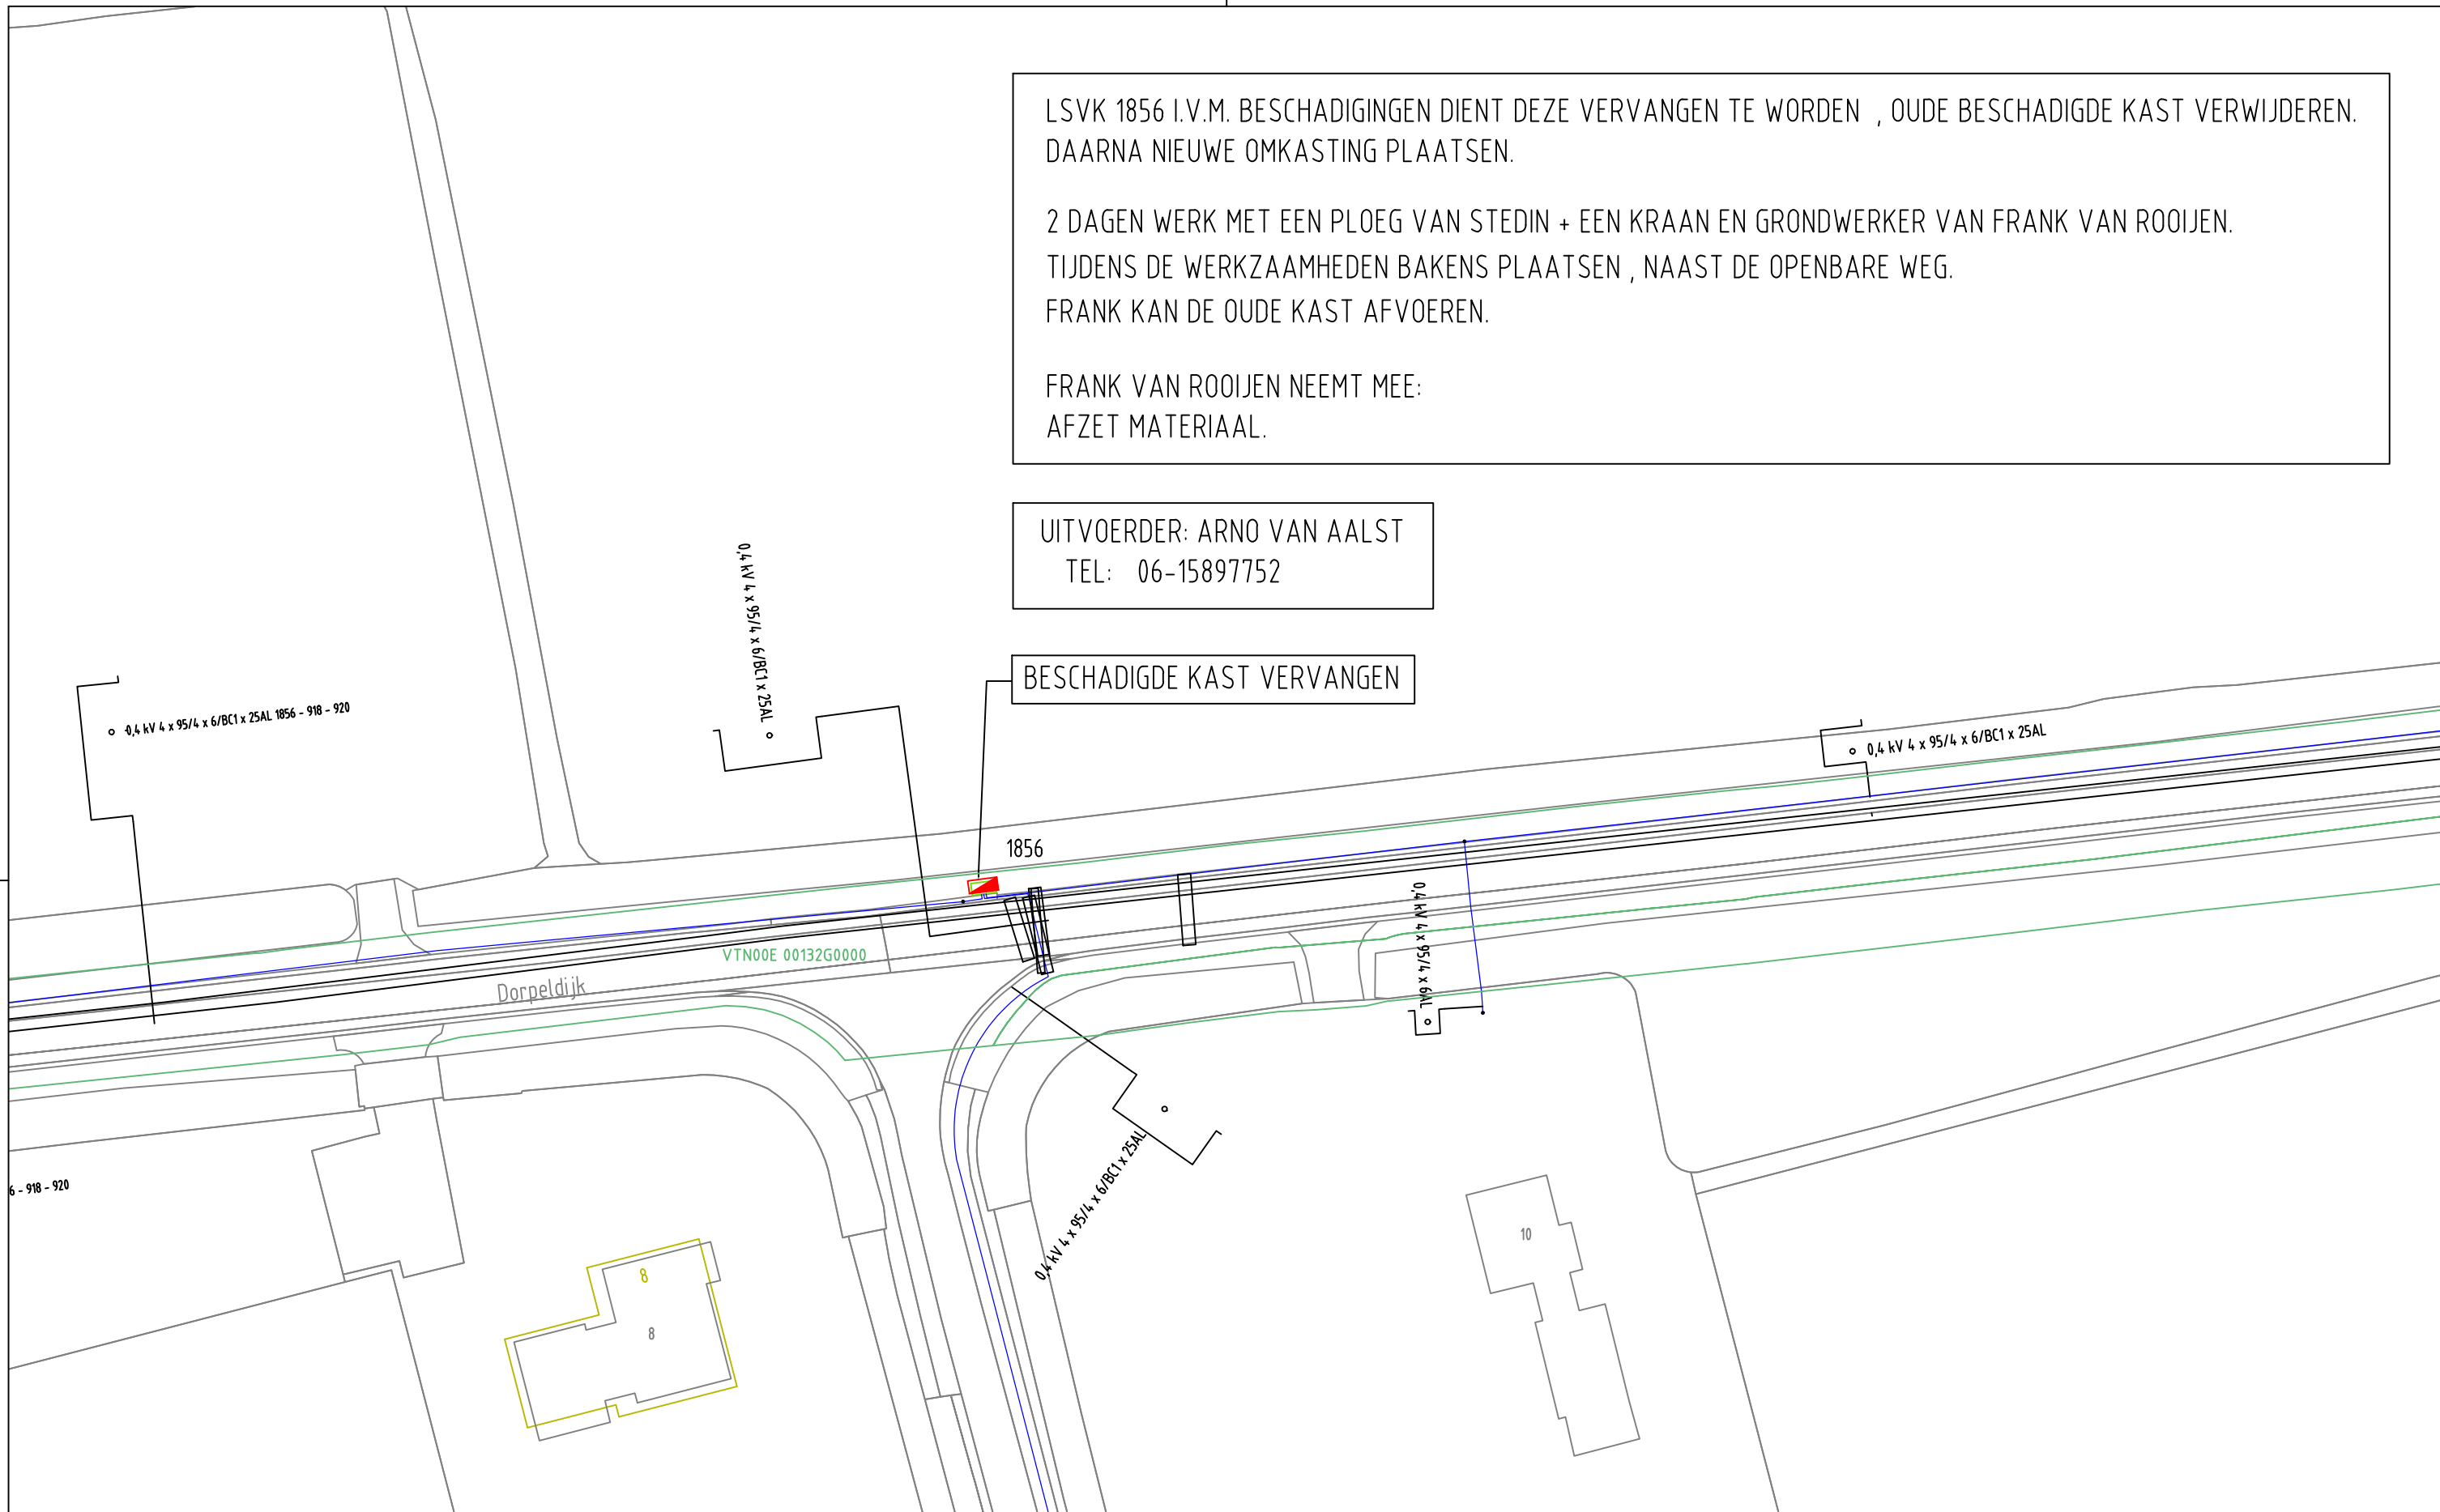 LSVK 1856 I.V.M. BESCHADIGINGEN DIENT DEZE VERVANGEN TE WORDEN , OUDE BESCHADIGDE KAST VERWIJDEREN.
DAARNA NIEUWE OMKASTING PLAATSEN.
2 DAGEN WERK MET EEN PLOEG VAN STEDIN + EEN KRAAN EN GRONDWERKER VAN FRANK VAN ROOIJEN.
TIJDENS DE WERKZAAMHEDEN BAKENS PLAATSEN , NAAST DE OPENBARE WEG.
FRANK KAN DE OUDE KAST AFVOEREN.
FRANK VAN ROOIJEN NEEMT MEE:
AFZET MATERIAAL.
UITVOERDER: ARNO VAN AALST
TEL: 06-15897752
BESCHADIGDE KAST VERVANGEN
0,4 kV 4 x 95/4 x 6/BC1 x 25AL
0,4 kV 4 x 95/4 x 6/BC1 x 25AL 1856 - 918 - 920
0,4 kV 4 x 95/4 x 6/BC1 x 25AL
1856
0,4 kV 4 x 95/4 x 6AL
VTN00E 00132G0000
Dorpeldijk
0,4 kV 4 x 95/4 x 6/BC1 x 25AL
6 - 918 - 920
10
8
8